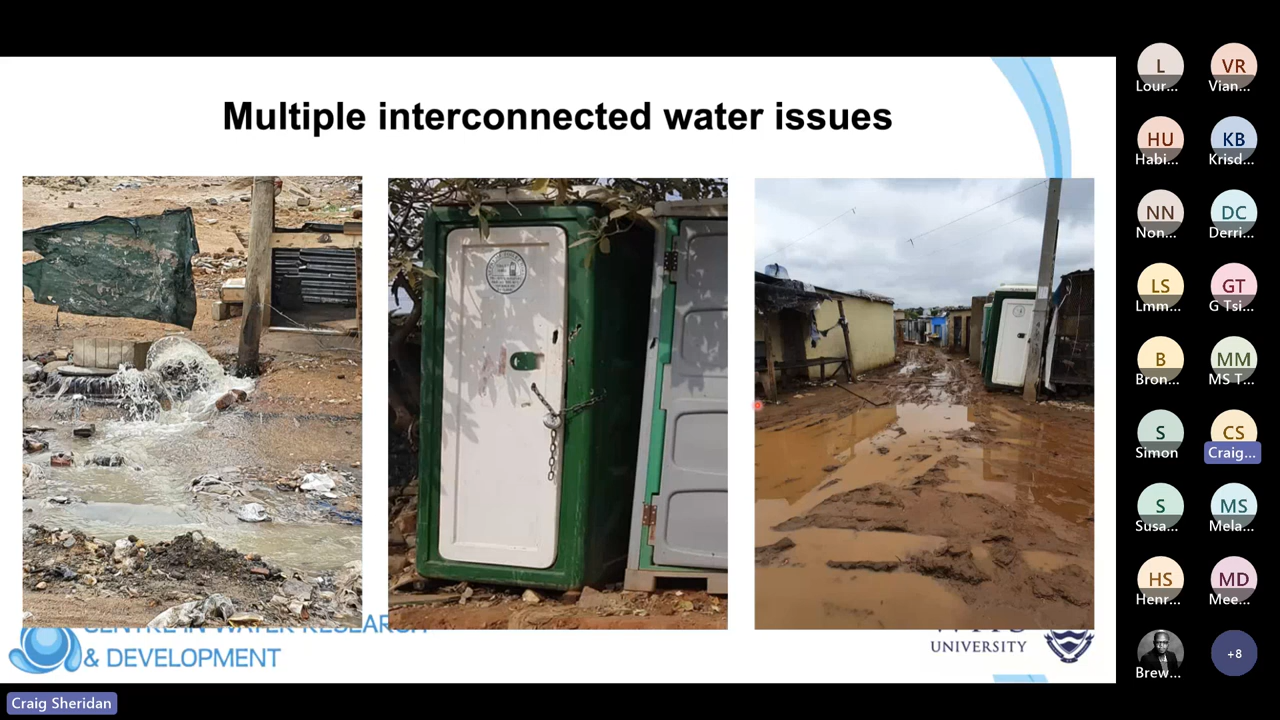 Multiple interconnected water issues
CENTRE IN WATER RESEARCH
& DEVELOPMENT
WITS
UNIVERSITY
Craig Sheridan
L
Lour...
VR
Vian...
HU
Habi...
KB
Krisd...
NN
Non...
DC
Derri...
LS
Lmm...
GT
G Tsi...
B
Bron...
MM
MS T...
S
Simon
CS
Craig...
S
Susa...
MS
Mela...
HS
Henr...
MD
Mee...
Brew...
+8